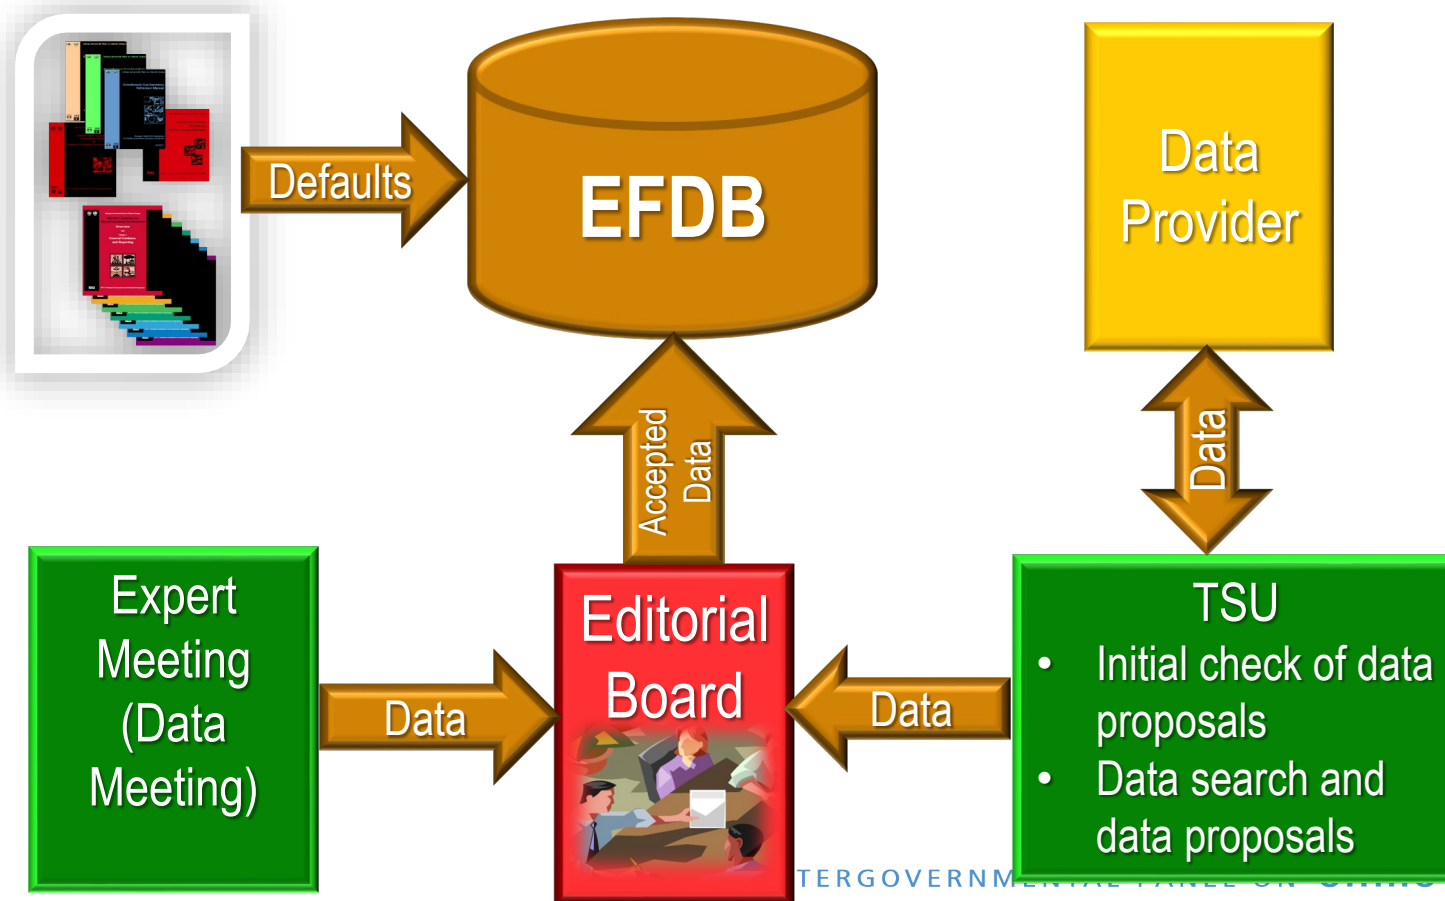 Defaults
EFDB
Data
Provider
Accepted
Data
Data
Expert
Meeting
(Data
Meeting)
Data
Editorial
Board
Data
TSU
• Initial check of data
proposals
• Data search and
data proposals